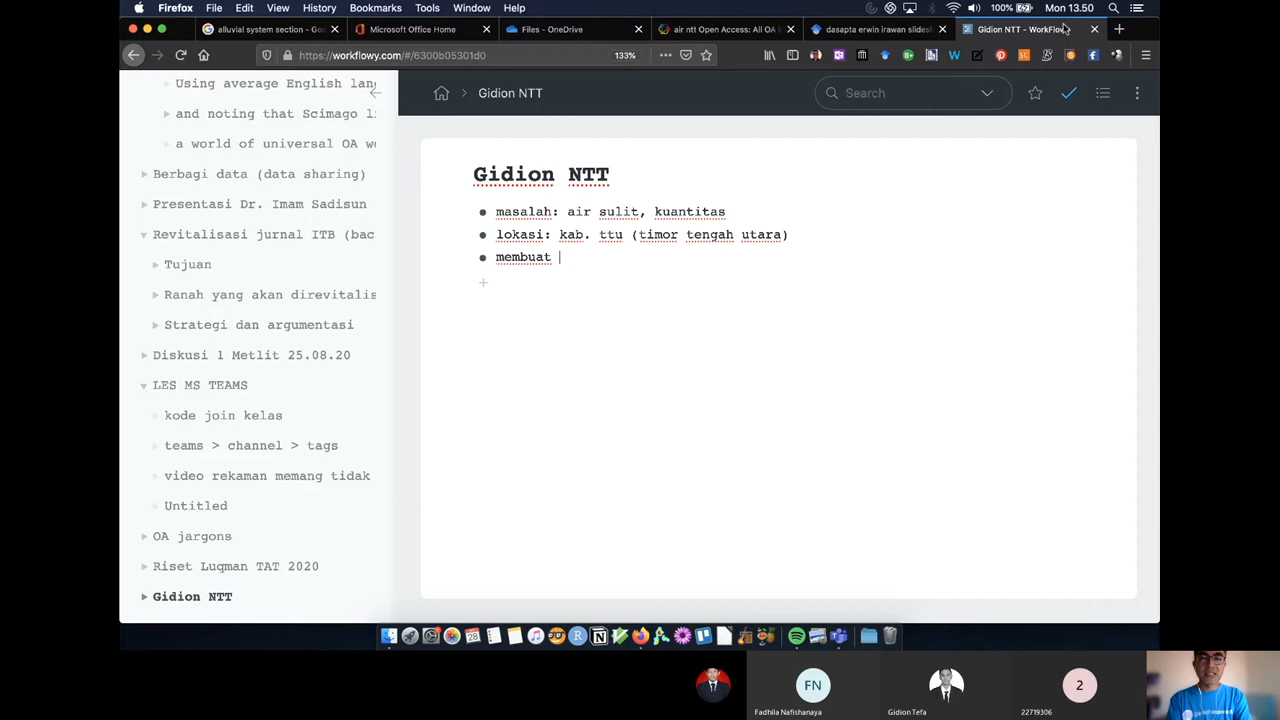 Firefox File Edit View History Bookmarks Tools Window Help 100% Mon 13.50
alluvial system section - Go Microsoft Office Home Files - OneDrive air ntt Open Access: All OA i dasapta erwin irawan slidesh Gidion NTT - WorkFlowy
https://workflowy.com/#/6300b05301d0 133%
Using average English lang
and noting that Scimago li
a world of universal OA wo
Berbagi data (data sharing)
Presentasi Dr. Imam Sadisun
Revitalisasi jurnal ITB (bac
Tujuan
Ranah yang akan direvitalis
Strategi dan argumentasi
Diskusi 1 Metlit 25.08.20
LES MS TEAMS
kode join kelas
teams > channel > tags
video rekaman memang tidak
Untitled
OA jargons
Riset Luqman TAT 2020
Gidion NTT
Gidion NTT
Search
Gidion NTT
masalah: air sulit, kuantitas
lokasi: kab. ttu (timor tengah utara)
membuat
FN
2
Fadhila Nafishanaya
Gidion Tefa
22719306